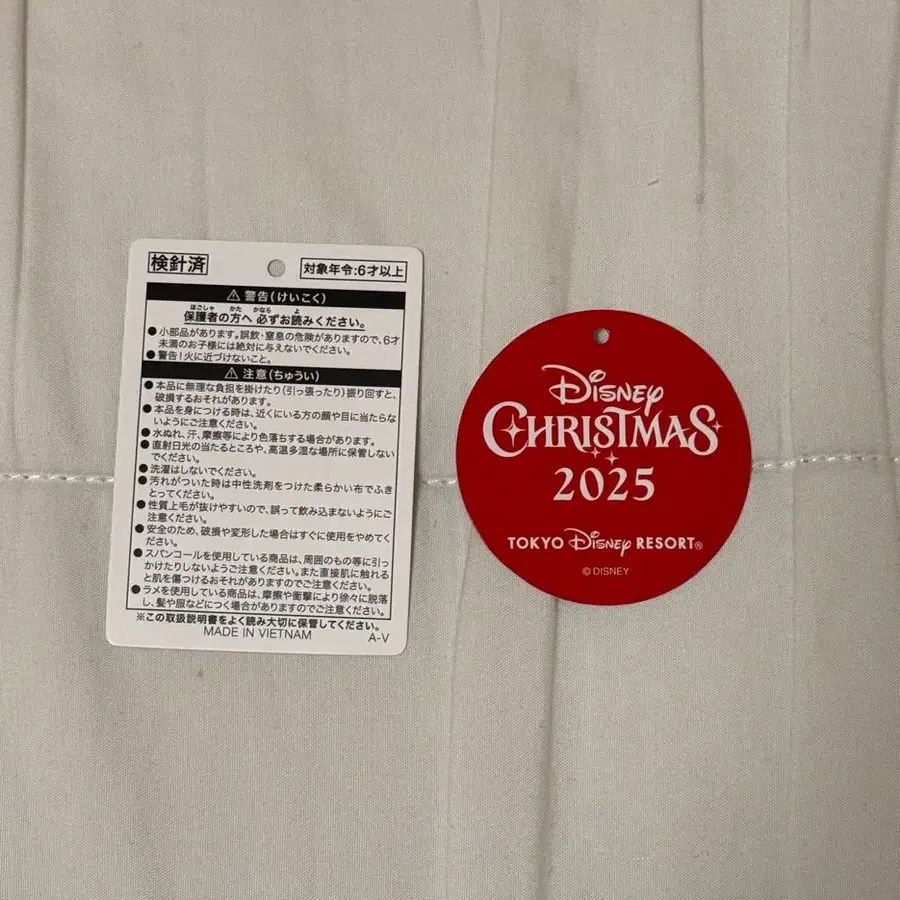 検針済
対象年令:6才以上
⚠ 警告(けいこく)
保護者の方へ 必ずお読みください。
ほごしゃ かた かなら よ
●小部品があります。誤飲・窒息の危険がありますので、6才
未満のお子様には絶対に与えないでください。
●警告!火に近づけないこと。
⚠ 注意(ちゅうい)
●本品に無理な負担を掛けたり(引っ張ったり)振り回すと、
破損するおそれがあります。
●本品を身につける時は、近くにいる方の顔や目に当たらな
いようにご注意ください。
●水ぬれ、汗、摩擦等により色落ちする場合があります。
●直射日光の当たるところや、高温多湿な場所に保管しない
でください。
●洗濯はしないでください。
●汚れがついた時は中性洗剤をつけた柔らかい布でふき
とってください。
●性質上毛が抜けやすいので、誤って飲み込まないようにご
注意ください。
●安全のため、破損や変形した場合はすぐに使用をやめてく
ださい。
●スパンコールを使用している商品は、周囲のもの等に引っ
かけたりしないようご注意ください。また直接肌に触れる
と肌を傷つけるおそれがありますのでご注意ください。
●ラメを使用している商品は、摩擦や衝撃により徐々に脱落
し、髪や服などにつく場合がありますのでご注意ください。
※この取扱説明書をよく読み大切に保管してください。
MADE IN VIETNAM
A-V
Disney
CHRISTMAS
2025
TOKYO Disney RESORT®
© DISNEY